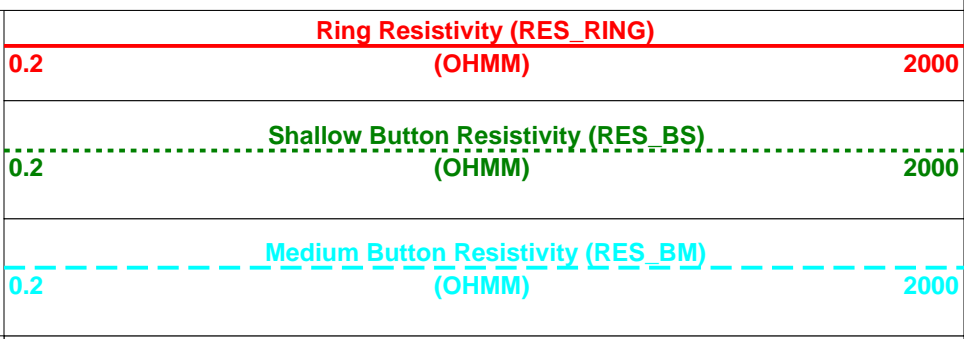 Ring Resistivity (RES_RING)
0.2 (OHMM) 2000
Shallow Button Resistivity (RES_BS)
0.2 (OHMM) 2000
Medium Button Resistivity (RES_BM)
0.2 (OHMM) 2000